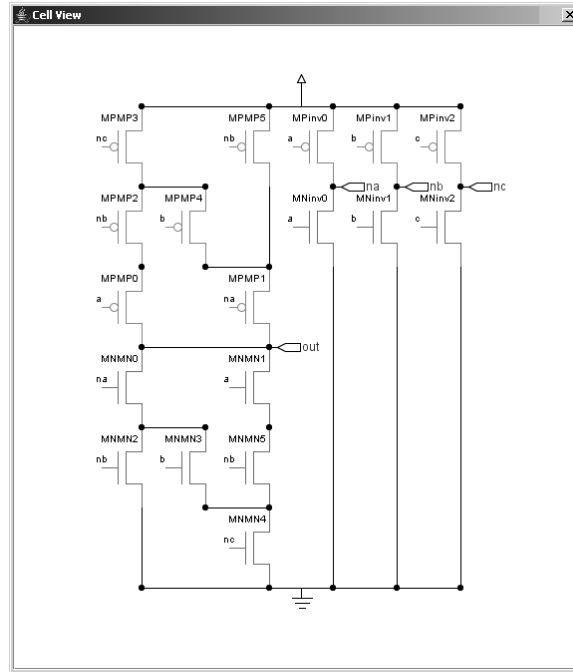 Cell View
MPMP3 MPMP5 MPinv0 MPinv1 MPinv2
nc nb a b c
na nb nc
MPMP2 MPMP4 MNinv0 MNinv1 MNinv2
nb b a b c
MPMP0 MPMP1
a na
out
MNMN0 MNMN1
na a
MNMN2 MNMN3 MNMN5
nb b nb
MNMN4
nc